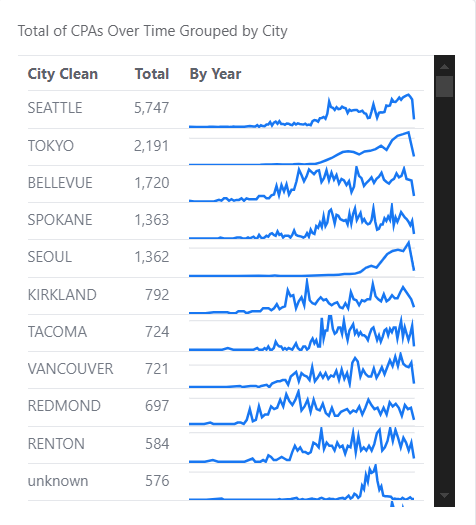 Total of CPAs Over Time Grouped by City
City Clean Total By Year
SEATTLE 5,747
TOKYO 2,191
BELLEVUE 1,720
SPOKANE 1,363
SEOUL 1,362
KIRKLAND 792
TACOMA 724
VANCOUVER 721
REDMOND 697
RENTON 584
unknown 576